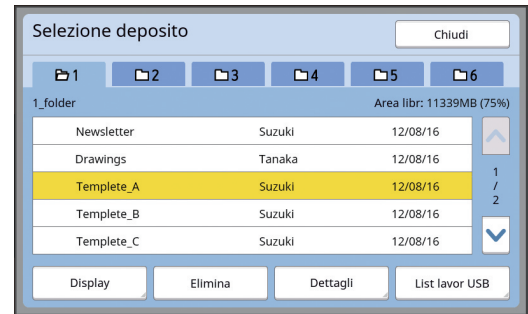 Selezione deposito Chiudi
1 2 3 4 5 6
1_folder Area libr: 11339MB (75%)
Newsletter Suzuki 12/08/16
Drawings Tanaka 12/08/16
Templete_A Suzuki 12/08/16
Templete_B Suzuki 12/08/16
Templete_C Suzuki 12/08/16
1
/
2
Display Elimina Dettagli List lavor USB